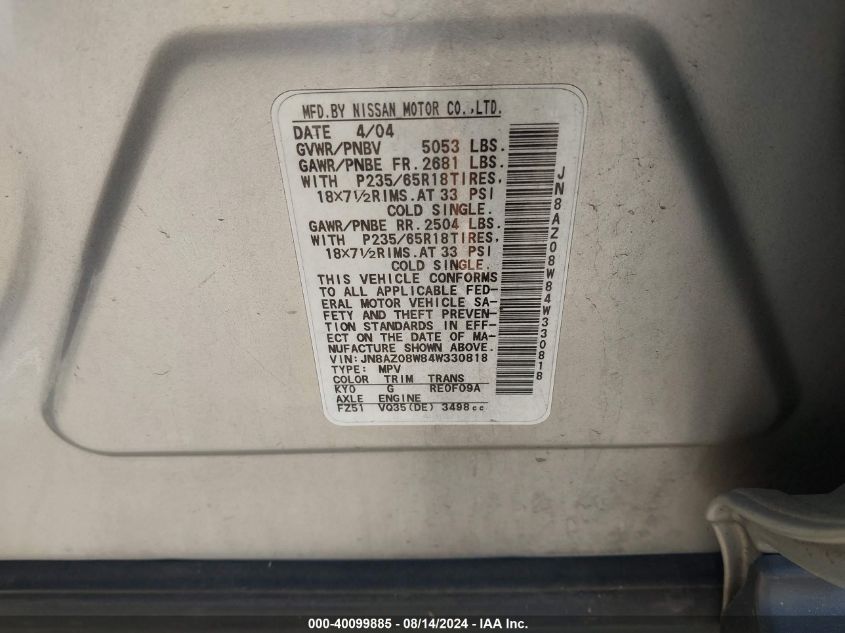 MFD.BY NISSAN MOTOR CO.,LTD.
DATE 4/04
GVWR/PNBV 5053 LBS.
GAWR/PNBE FR. 2681 LBS.
WITH P235/65R18TIRES,
18X7½RIMS.AT 33 PSI
COLD SINGLE.
GAWR/PNBE RR. 2504 LBS.
WITH P235/65R18TIRES,
18X7½RIMS.AT 33 PSI
COLD SINGLE.
THIS VEHICLE CONFORMS
TO ALL APPLICABLE FED-
ERAL MOTOR VEHICLE SA-
FETY AND THEFT PREVEN-
TION STANDARDS IN EFF-
ECT ON THE DATE OF MA-
NUFACTURE SHOWN ABOVE.
VIN: JN8AZ08W84W330818
TYPE: MPV
COLOR TRIM TRANS
KY0 G RE0F09A
AXLE ENGINE
FZ51 VQ35(DE) 3498cc
JN8AZ08W84W330818
000-40099885 - 08/14/2024 - IAA Inc.